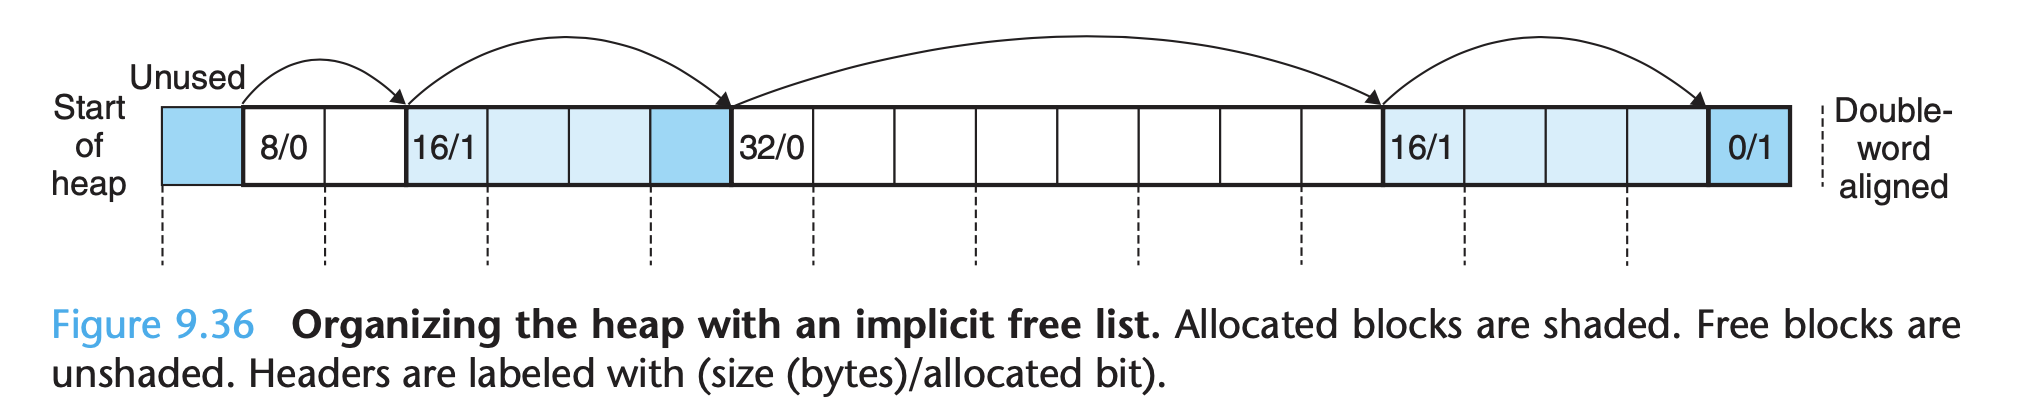 Unused
Start
of
heap
8/0
16/1
32/0
16/1
0/1
Double-
word
aligned
Figure 9.36 Organizing the heap with an implicit free list. Allocated blocks are shaded. Free blocks are
unshaded. Headers are labeled with (size (bytes)/allocated bit).